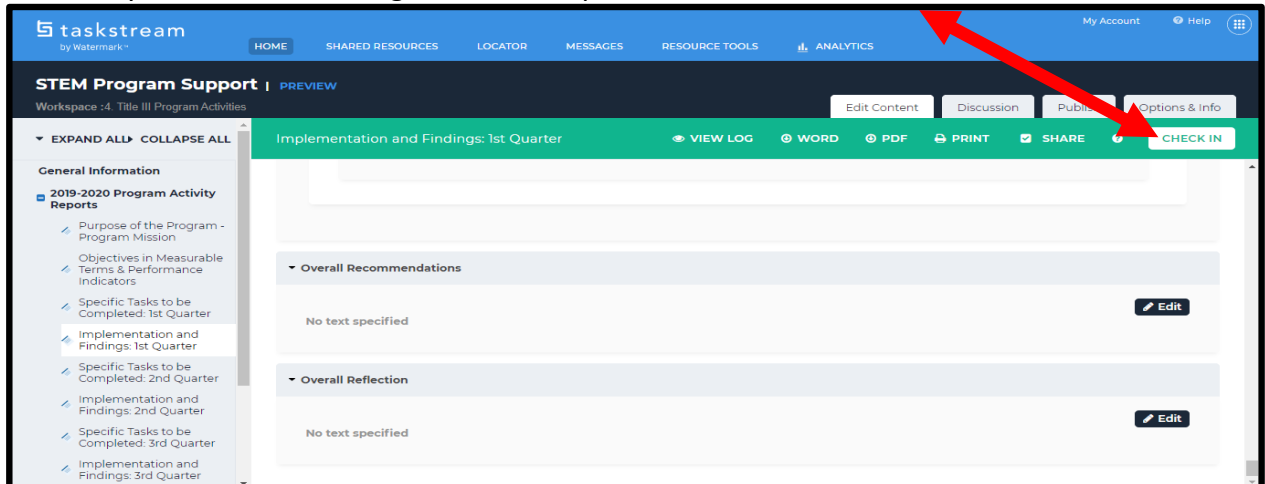 taskstream
by Watermark™
My Account Help
HOME SHARED RESOURCES LOCATOR MESSAGES RESOURCE TOOLS ANALYTICS
STEM Program Support | PREVIEW
Workspace :4. Title III Program Activities
Edit Content Discussion Options & Info
EXPAND ALL COLLAPSE ALL
Implementation and Findings: 1st Quarter VIEW LOG WORD PDF PRINT SHARE CHECK IN
General Information
2019-2020 Program Activity
Reports
Purpose of the Program -
Program Mission
Objectives in Measurable
Terms & Performance
Indicators
Specific Tasks to be
Completed: 1st Quarter
Implementation and
Findings: 1st Quarter
Specific Tasks to be
Completed: 2nd Quarter
Implementation and
Findings: 2nd Quarter
Specific Tasks to be
Completed: 3rd Quarter
Implementation and
Findings: 3rd Quarter
Overall Recommendations
Edit
No text specified
Overall Reflection
Edit
No text specified